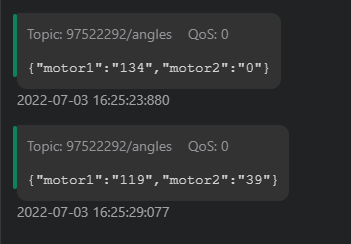 Topic: 97522292/angles QoS: 0
{"motor1":"134","motor2":"0"}
2022-07-03 16:25:23:880
Topic: 97522292/angles QoS: 0
{"motor1":"119","motor2":"39"}
2022-07-03 16:25:29:077